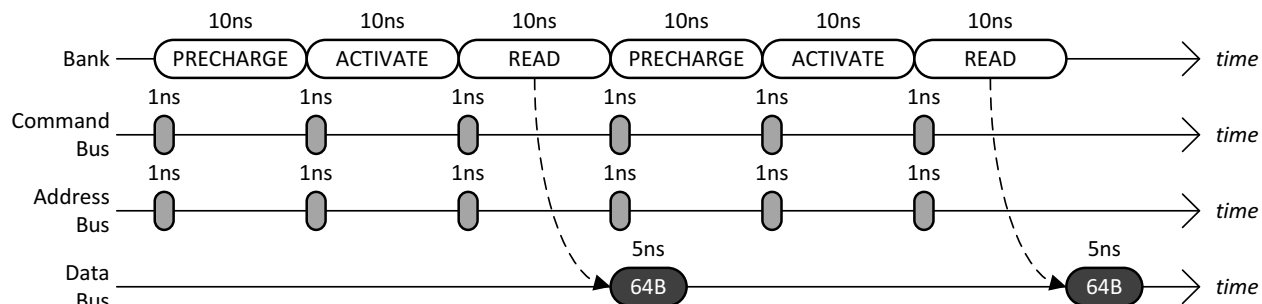 10ns 10ns 10ns 10ns 10ns 10ns
Bank PRECHARGE ACTIVATE READ PRECHARGE ACTIVATE READ time
1ns 1ns 1ns 1ns 1ns 1ns
Command
Bus
time
1ns 1ns 1ns 1ns 1ns 1ns
Address
Bus
time
5ns 5ns
Data
Bus
64B 64B time